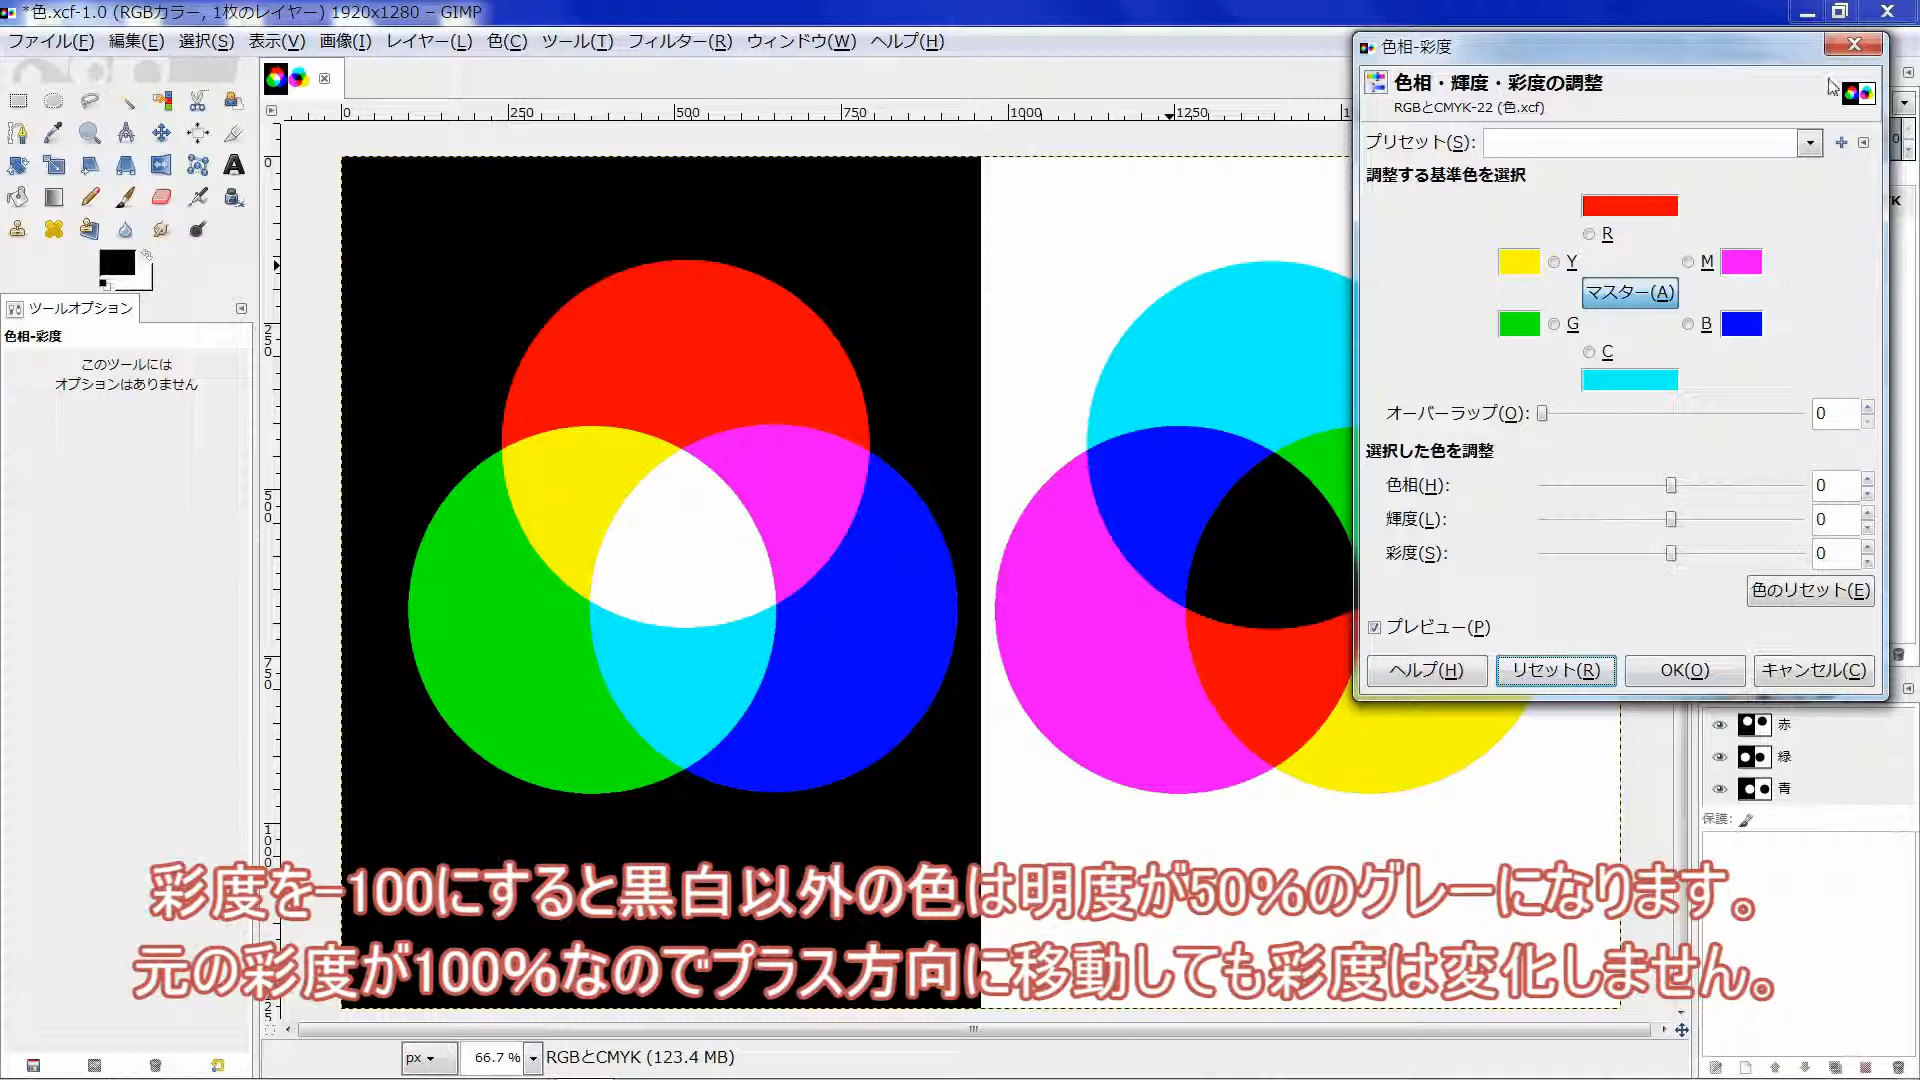 *色.xcf-1.0 (RGBカラー, 1枚のレイヤー) 1920x1280 – GIMP
ファイル(F) 編集(E) 選択(S) 表示(V) 画像(I) レイヤー(L) 色(C) ツール(T) フィルター(R) ウィンドウ(W) ヘルプ(H)
0 250 500 750 1000 1250
ツールオプション
色相-彩度
このツールには
オプションはありません
0
250
500
750
色相-彩度
色相・輝度・彩度の調整
RGBとCMYK-22 (色.xcf)
プリセット(S):
調整する基準色を選択
R
Y
M
マスター(A)
G
B
C
オーバーラップ(O): 0
選択した色を調整
色相(H): 0
輝度(L): 0
彩度(S): 0
色のリセット(E)
プレビュー(P)
ヘルプ(H) リセット(R) OK(O) キャンセル(C)
赤
緑
青
保護:
彩度を-100にすると黒白以外の色は明度が50%のグレーになります。
元の彩度が100%なのでプラス方向に移動しても彩度は変化しません。
px 66.7 % RGBとCMYK (123.4 MB)